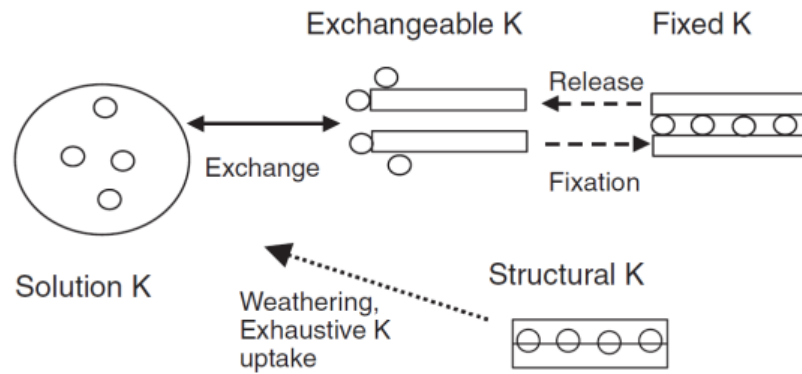 Exchangeable K
Fixed K
Release
Exchange
Fixation
Solution K
Structural K
Weathering,
Exhaustive K
uptake